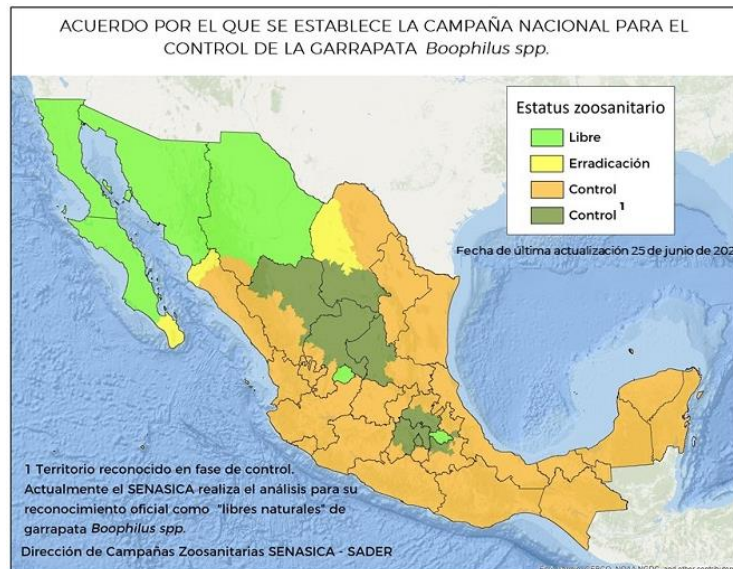 ACUERDO POR EL QUE SE ESTABLECE LA CAMPAÑA NACIONAL PARA EL
CONTROL DE LA GARRAPATA Boophilus spp.
Estatus zoosanitario
Libre
Erradicación
Control
Control 1
Fecha de última actualización 25 de junio de
1 Territorio reconocido en fase de control.
Actualmente el SENASICA realiza el análisis para su
reconocimiento oficial como "libres naturales" de
garrapata Boophilus spp.
Dirección de Campañas Zoosanitarias SENASICA - SADER